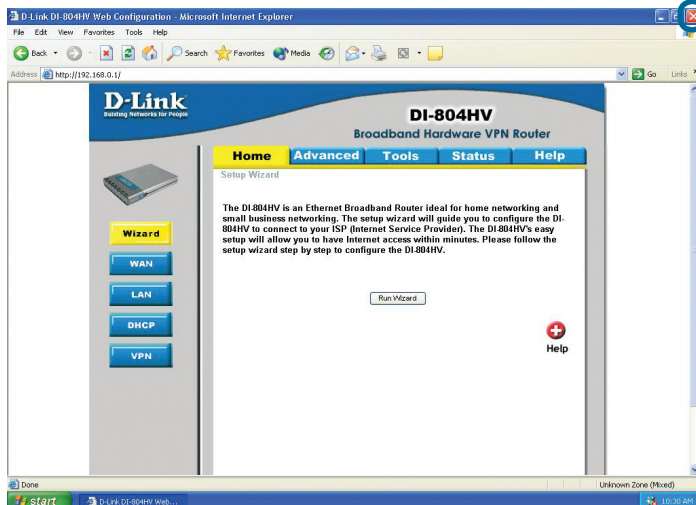 D-Link DI-804HV Web Configuration - Microsoft Internet Explorer
File Edit View Favorites Tools Help
Back Search Favorites Media
Address http://192.168.0.1/ Go Links
D-Link
Building Networks for People
DI-804HV
Broadband Hardware VPN Router
Home Advanced Tools Status Help
Setup Wizard
The DI-804HV is an Ethernet Broadband Router ideal for home networking and
small business networking. The setup wizard will guide you to configure the DI-
804HV to connect to your ISP (Internet Service Provider). The DI-804HV's easy
setup will allow you to have Internet access within minutes. Please follow the
setup wizard step by step to configure the DI-804HV.
Wizard
WAN
LAN
DHCP
VPN
Run Wizard
Help
Done Unknown Zone (Mixed)
start D-Link DI-804HV Web... 10:30 AM